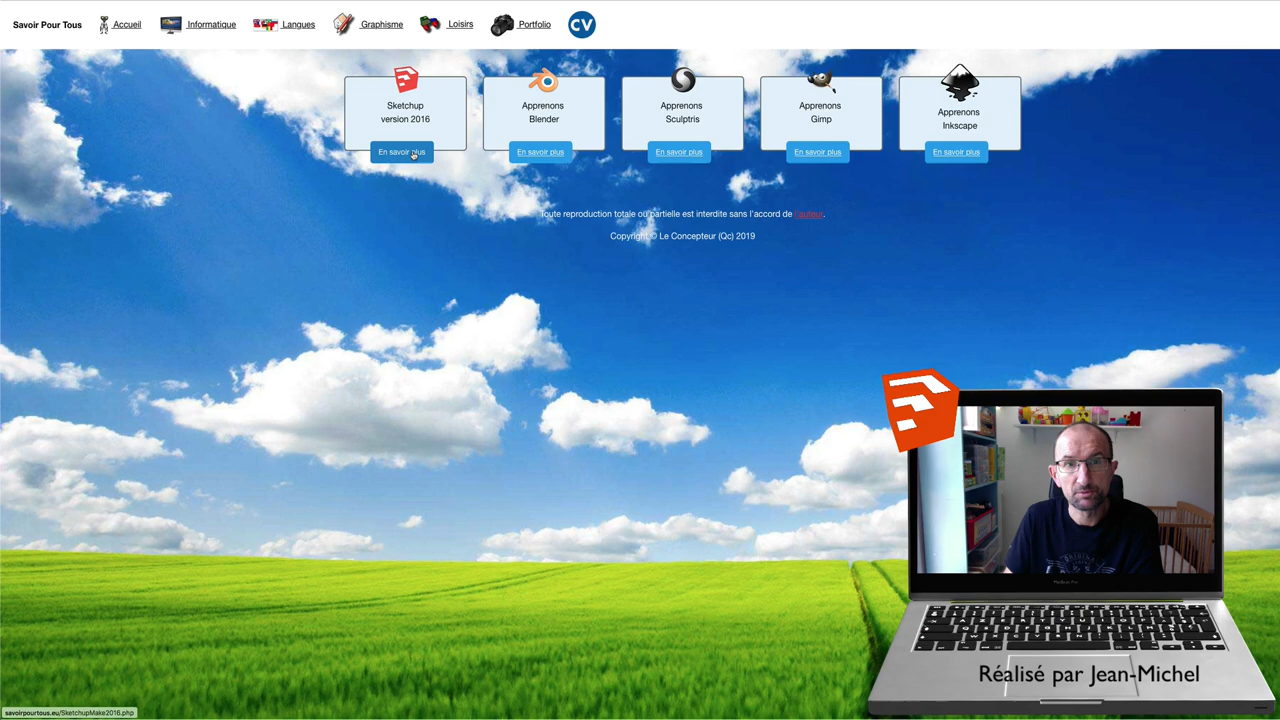 Savoir Pour Tous Accueil Informatique Langues Graphisme Loisirs Portfolio CV
Sketchup
version 2016
En savoir plus
Apprenons
Blender
En savoir plus
Apprenons
Sculptris
En savoir plus
Apprenons
Gimp
En savoir plus
Apprenons
Inkscape
En savoir plus
Toute reproduction totale ou partielle est interdite sans l'accord de l'auteur.
Copyright © Le Concepteur (Qc) 2019
MacBook Pro
Réalisé par Jean-Michel
savoirpourtous.eu/SketchupMake2016.php